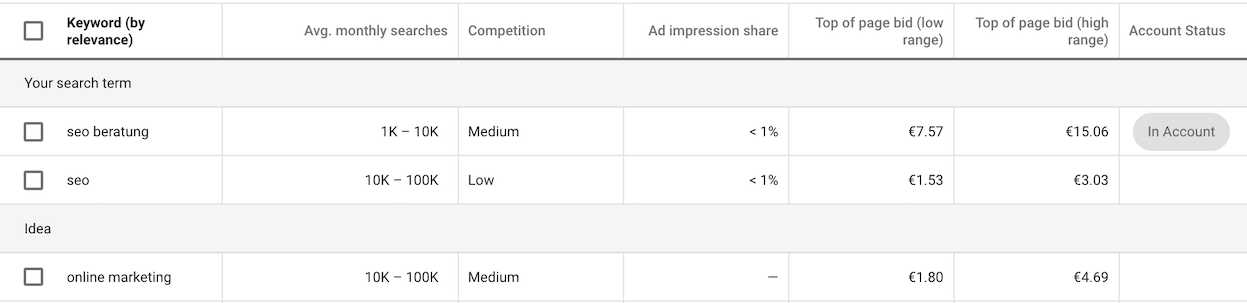 Keyword (by relevance) Avg. monthly searches Competition Ad impression share Top of page bid (low range) Top of page bid (high range) Account Status
Your search term
seo beratung 1K – 10K Medium < 1% €7.57 €15.06 In Account
seo 10K – 100K Low < 1% €1.53 €3.03
Idea
online marketing 10K – 100K Medium — €1.80 €4.69